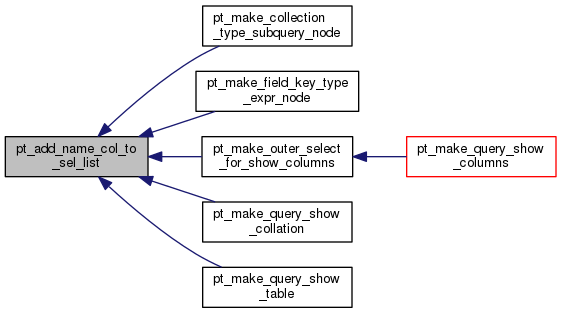 pt_make_collection
_type_subquery_node
pt_make_field_key_type
_expr_node
pt_add_name_col_to
_sel_list
pt_make_outer_select
_for_show_columns
pt_make_query_show
_columns
pt_make_query_show
_collation
pt_make_query_show
_table